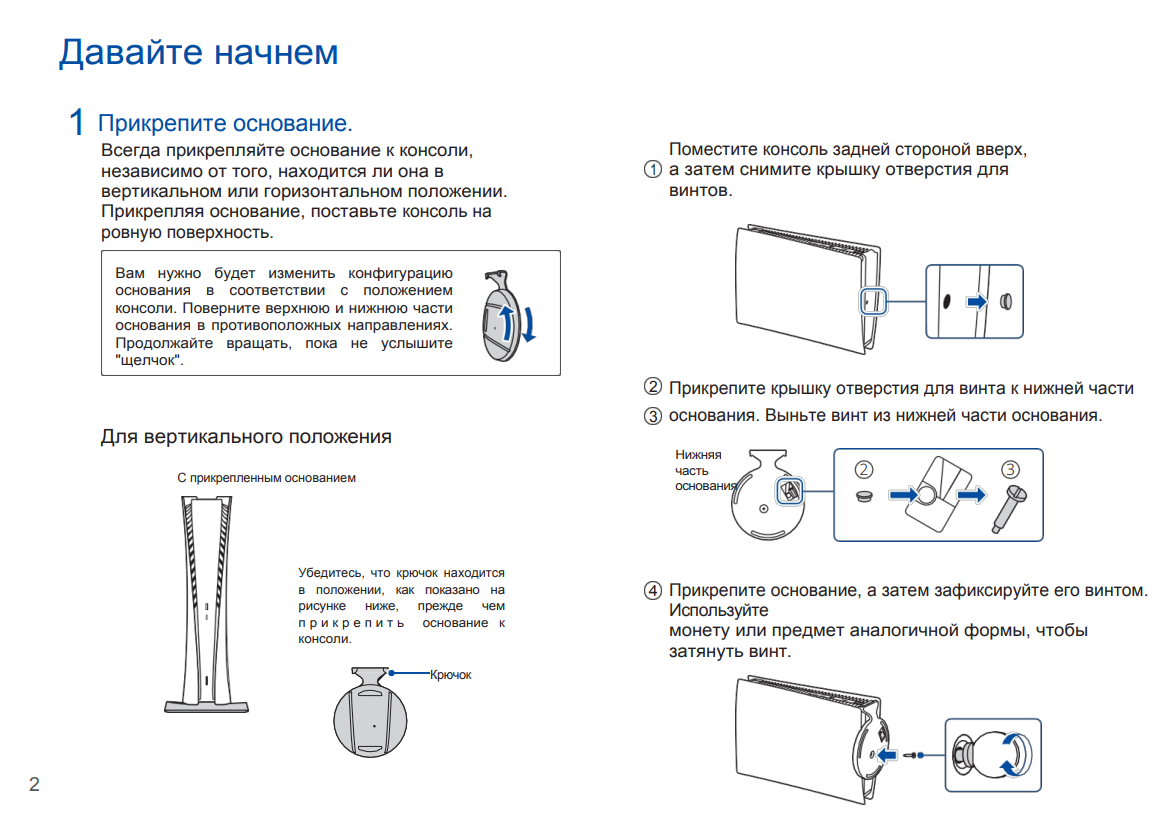 Давайте начнем
1 Прикрепите основание.
Всегда прикрепляйте основание к консоли,
независимо от того, находится ли она в
вертикальном или горизонтальном положении.
Прикрепляя основание, поставьте консоль на
ровную поверхность.
Вам нужно будет изменить конфигурацию
основания в соответствии с положением
консоли. Поверните верхнюю и нижнюю части
основания в противоположных направлениях.
Продолжайте вращать, пока не услышите
"щелчок".
Для вертикального положения
С прикрепленным основанием
Убедитесь, что крючок находится
в положении, как показано на
рисунке ниже, прежде чем
прикрепить основание к
консоли.
Крючок
Поместите консоль задней стороной вверх,
① а затем снимите крышку отверстия для
винтов.
② Прикрепите крышку отверстия для винта к нижней части
③ основания. Выньте винт из нижней части основания.
Нижняя
часть
основания
② ③
④ Прикрепите основание, а затем зафиксируйте его винтом.
Используйте
монету или предмет аналогичной формы, чтобы
затянуть винт.
2